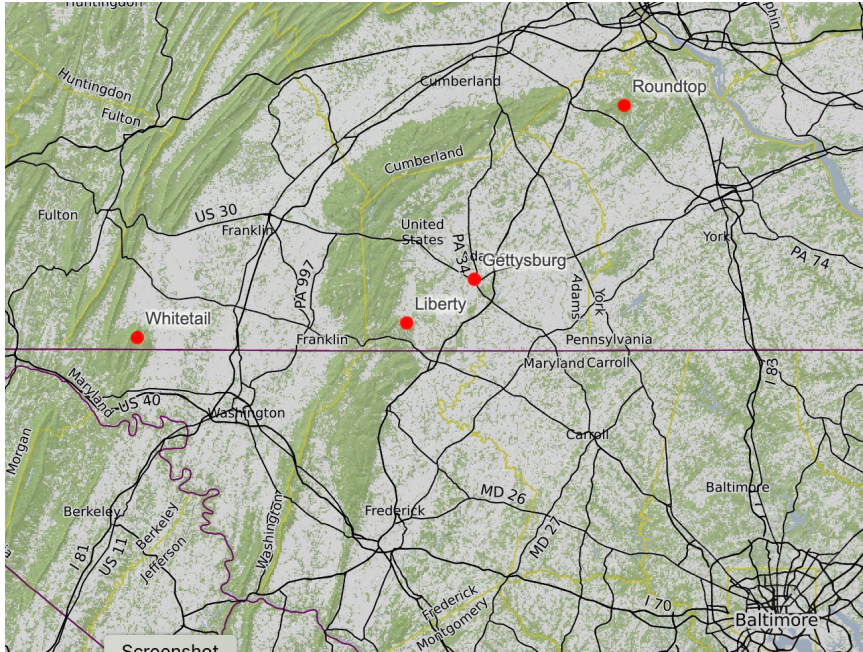 Huntingdon
phin
Huntingdon
Fulton
Cumberland
Roundtop
Cumberland
Fulton
US 30
Franklin
United
States
PA 34
Gettysburg
York
PA 74
PA 997
Adams
York
Whitetail
Liberty
Franklin
Pennsylvania
Maryland
Carroll
I 83
Maryland
US 40
Washington
Carroll
Morgan
MD 26
Baltimore
Berkeley
Berkeley
Jefferson
Washington
Frederick
MD 27
I 81
US 11
Frederick
Montgomery
I 70
Baltimore
Screenshot